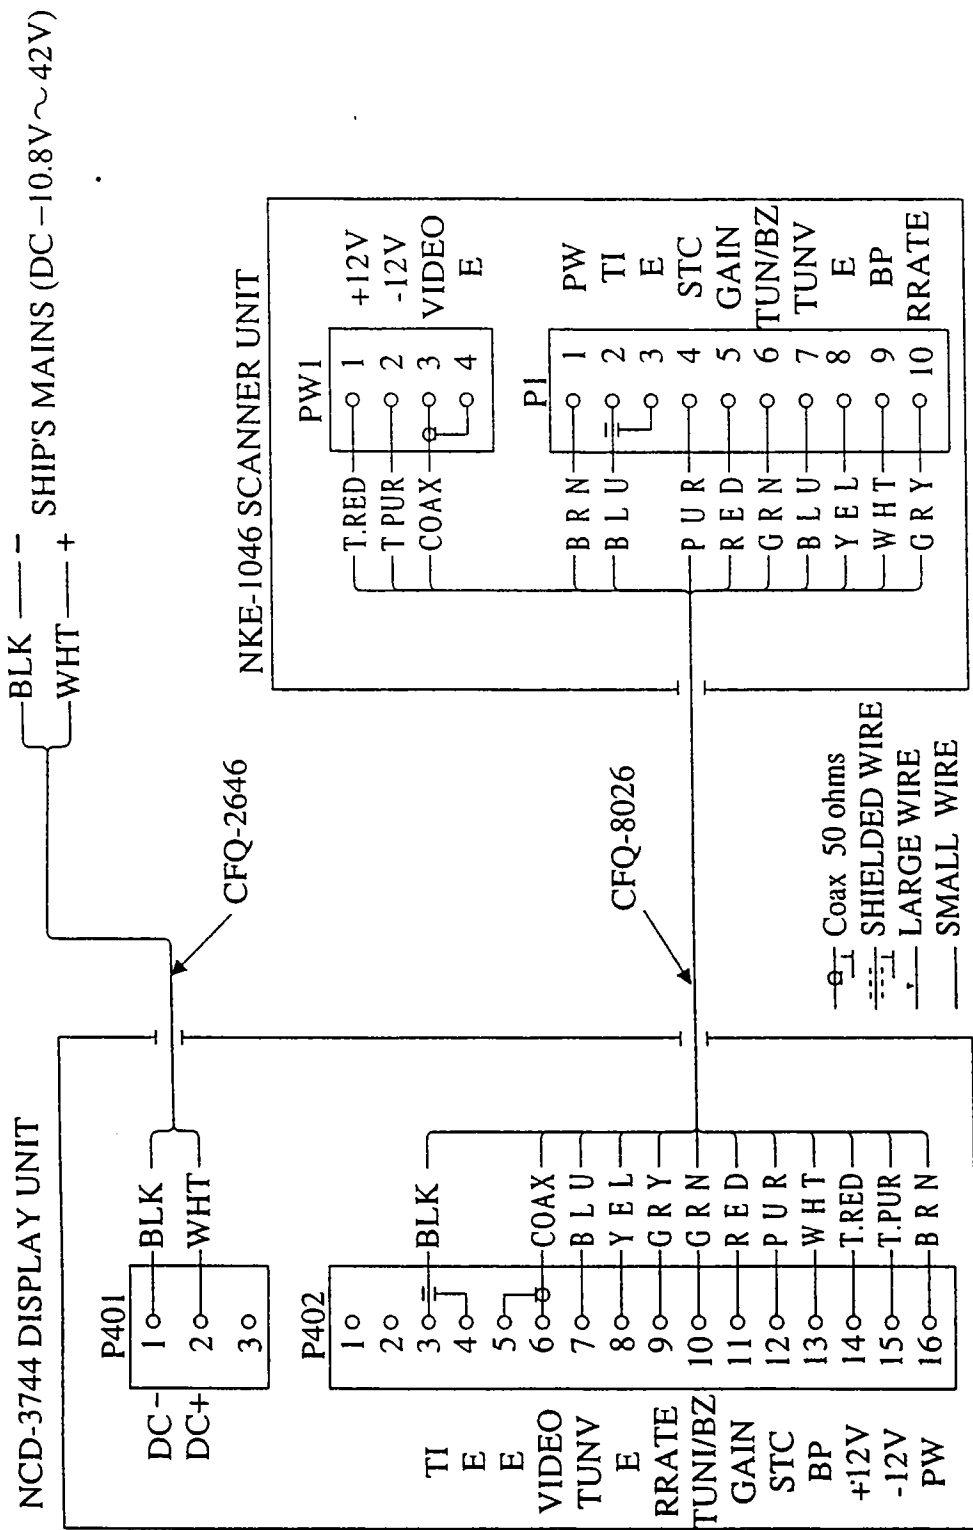 NCD-3744 DISPLAY UNIT
P401
DC - 1 BLK
DC+ 2 WHT
3
P402
1
2
TI 3 BLK
E 4
E 5
VIDEO 6 COAX
TUNV 7 BLU
E 8 YEL
RRATE 9 GRY
TUNI/BZ 10 GRN
GAIN 11 RED
STC 12 PUR
BP 13 WHT
+12V 14 T.RED
-12V 15 T.PUR
PW 16 BRN
CFQ-2646
CFQ-8026
Coax 50 ohms
SHIELDED WIRE
LARGE WIRE
SMALL WIRE
BLK −
WHT +
SHIP'S MAINS (DC−10.8V～42V)
NKE-1046 SCANNER UNIT
PW1
T.RED 1 +12V
T PUR 2 -12V
COAX 3 VIDEO
4 E
P1
BRN 1 PW
BLU 2 TI
3 E
PUR 4 STC
RED 5 GAIN
GRN 6 TUN/BZ
BLU 7 TUNV
YEL 8 E
WHT 9 BP
GRY 10 RRATE